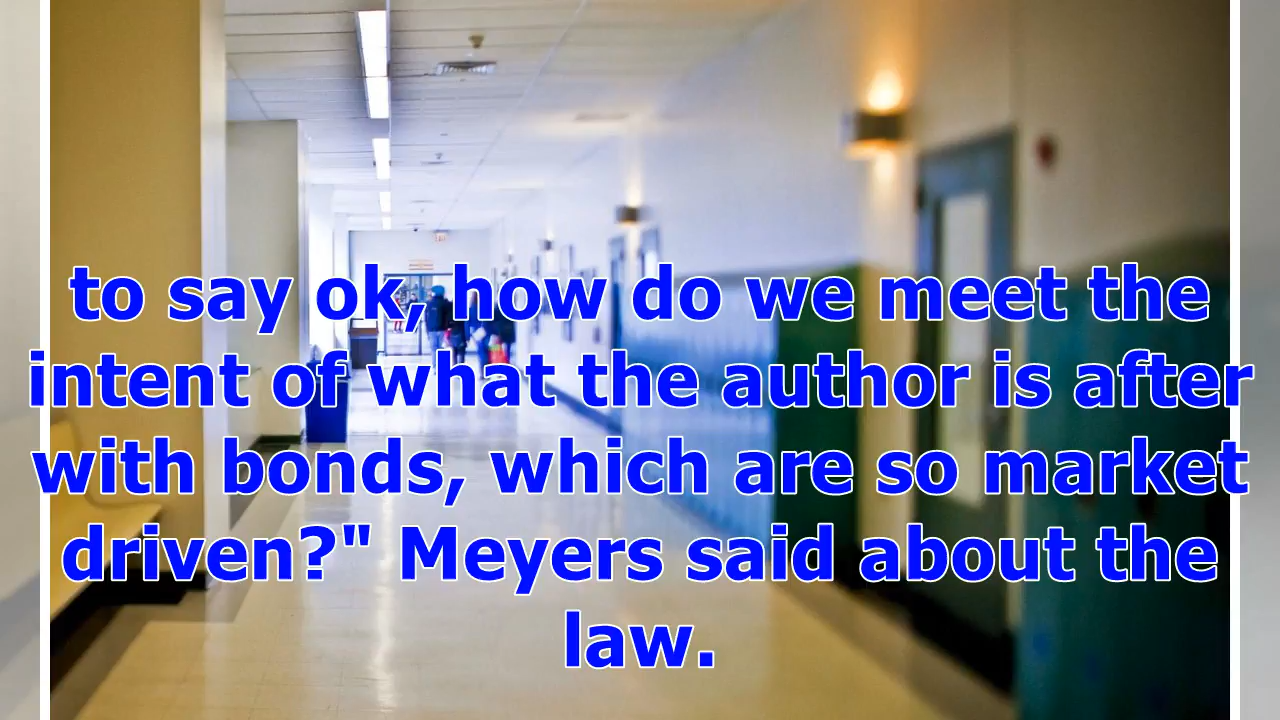 to say ok, how do we meet the
intent of what the author is after
with bonds, which are so market
driven?" Meyers said about the
law.